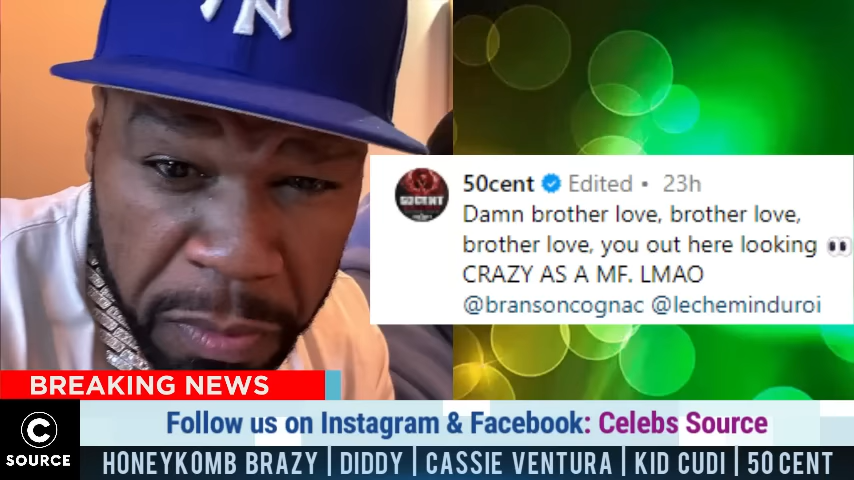 NY
50cent Edited • 23h
Damn brother love, brother love,
brother love, you out here looking 👀
CRAZY AS A MF. LMAO
@bransoncognac @lecheminduroi
50 CENT
BREAKING NEWS
Follow us on Instagram & Facebook: Celebs Source
C
SOURCE
HONEYKOMB BRAZY | DIDDY | CASSIE VENTURA | KID CUDI | 50 CENT